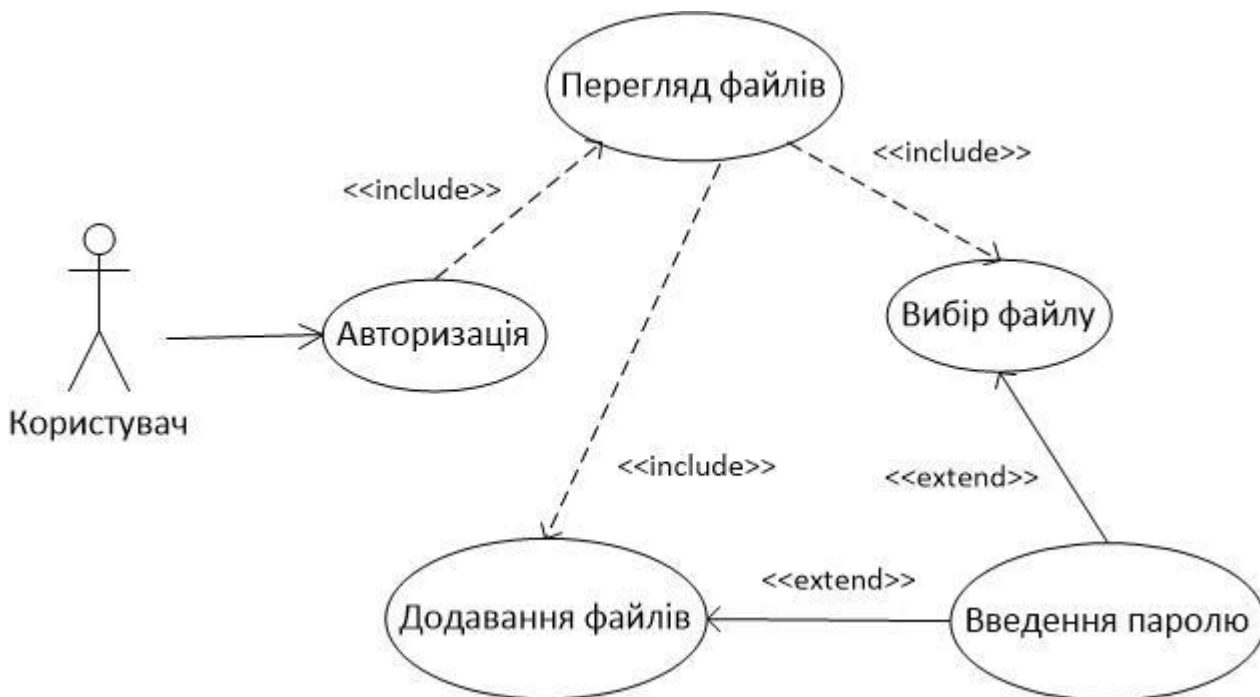 Перегляд файлів
<<include>>
<<include>>
Авторизація
Вибір файлу
Користувач
<<include>>
<<extend>>
<<extend>>
Додавання файлів
Введення паролю